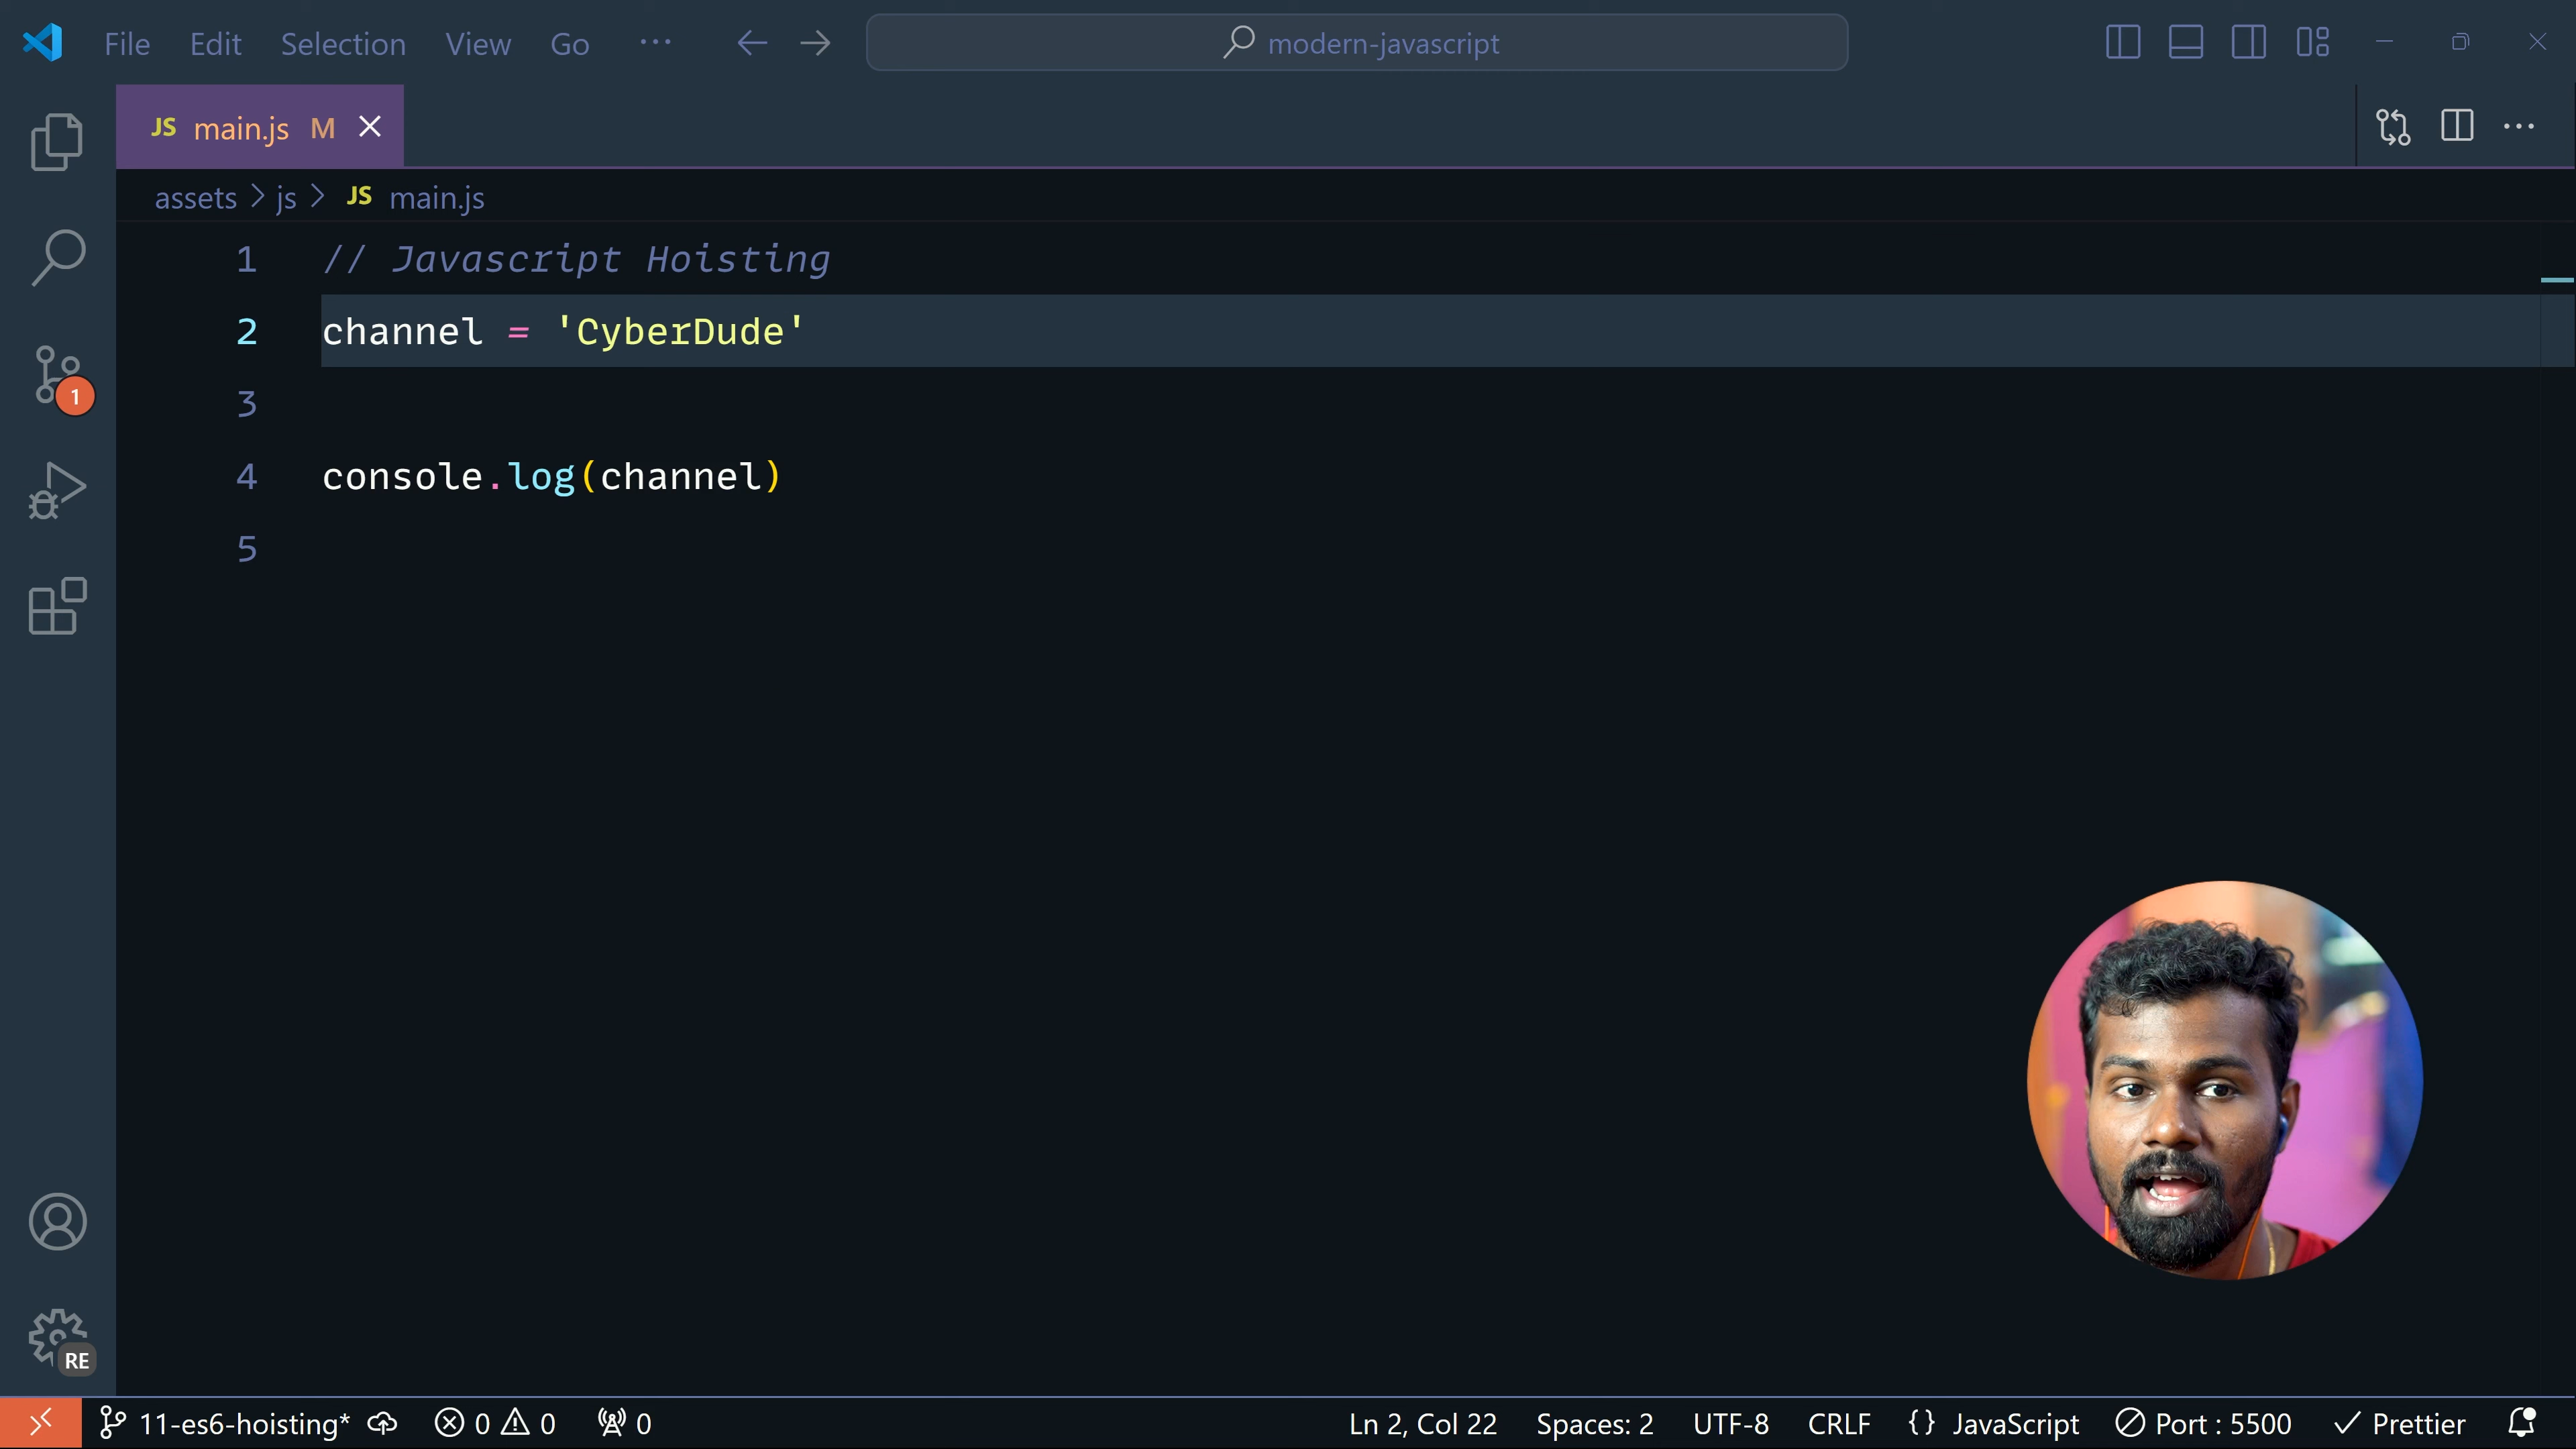 File Edit Selection View Go ··· modern-javascript
JS main.js M
assets > js > JS main.js
1 // Javascript Hoisting
2 channel = 'CyberDude'
3
4 console.log(channel)
5
1
RE
11-es6-hoisting* 0 0 0 Ln 2, Col 22 Spaces: 2 UTF-8 CRLF {} JavaScript Port : 5500 Prettier